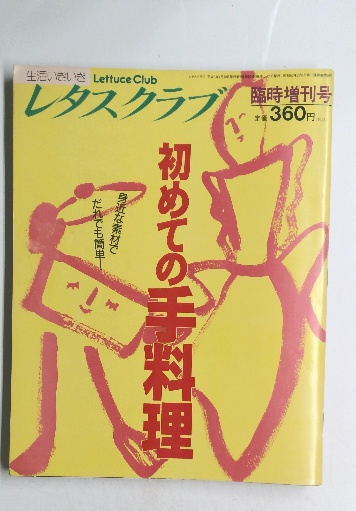 生活いきいき Lettuce Club
レタスクラブ
臨時増刊号
定価360円
初めての手料理
身近な素材で
だれでも簡単